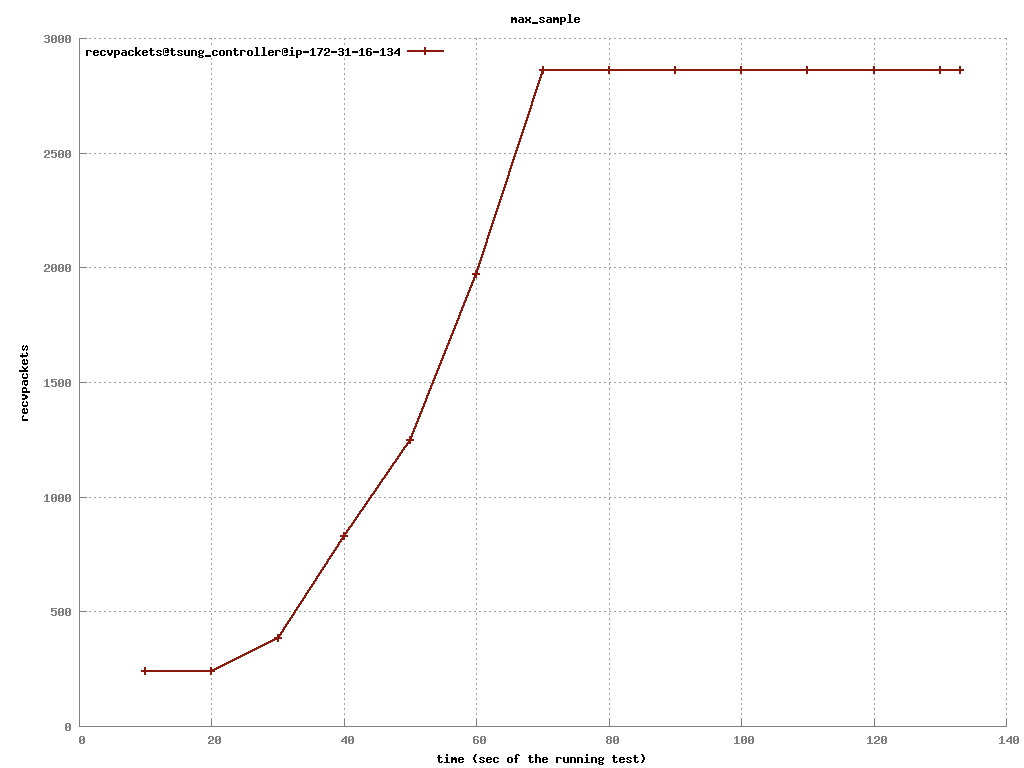 max_sample
recvpackets@tsung_controller@ip-172-31-16-134
3000
2500
2000
1500
1000
500
0
recvpackets
0 20 40 60 80 100 120 140
time (sec of the running test)